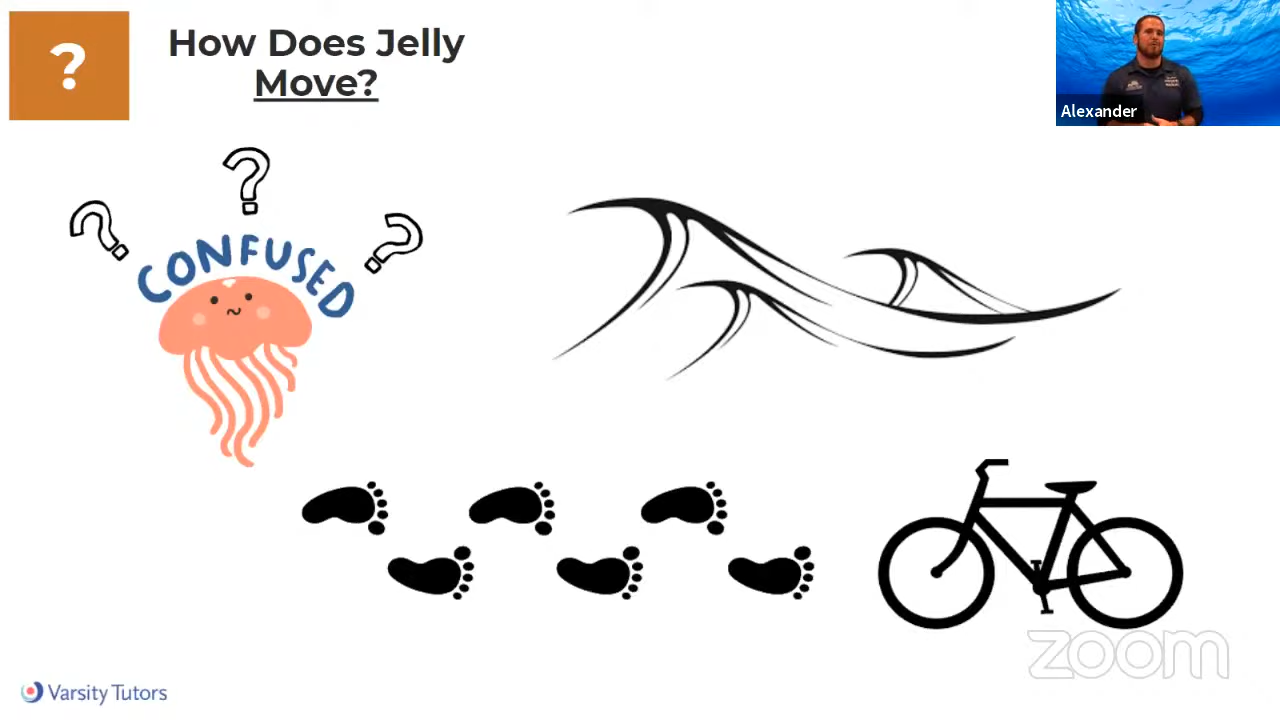 ?
How Does Jelly
Move?
Alexander
? ? ?
CONFUSED
zoom
Varsity Tutors